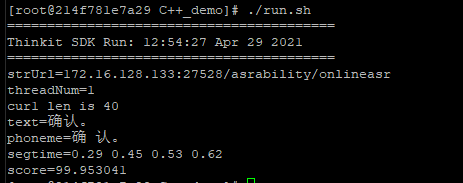 [root@214f781e7a29 C++_demo]# ./run.sh
=====================================
Thinkit SDK Run: 12:54:27 Apr 29 2021
=====================================
strUrl=172.16.128.133:27528/asrability/onlineasr
threadNum=1
curl len is 40
text=确认。
phoneme=确 认。
segtime=0.29 0.45 0.53 0.62
score=99.953041